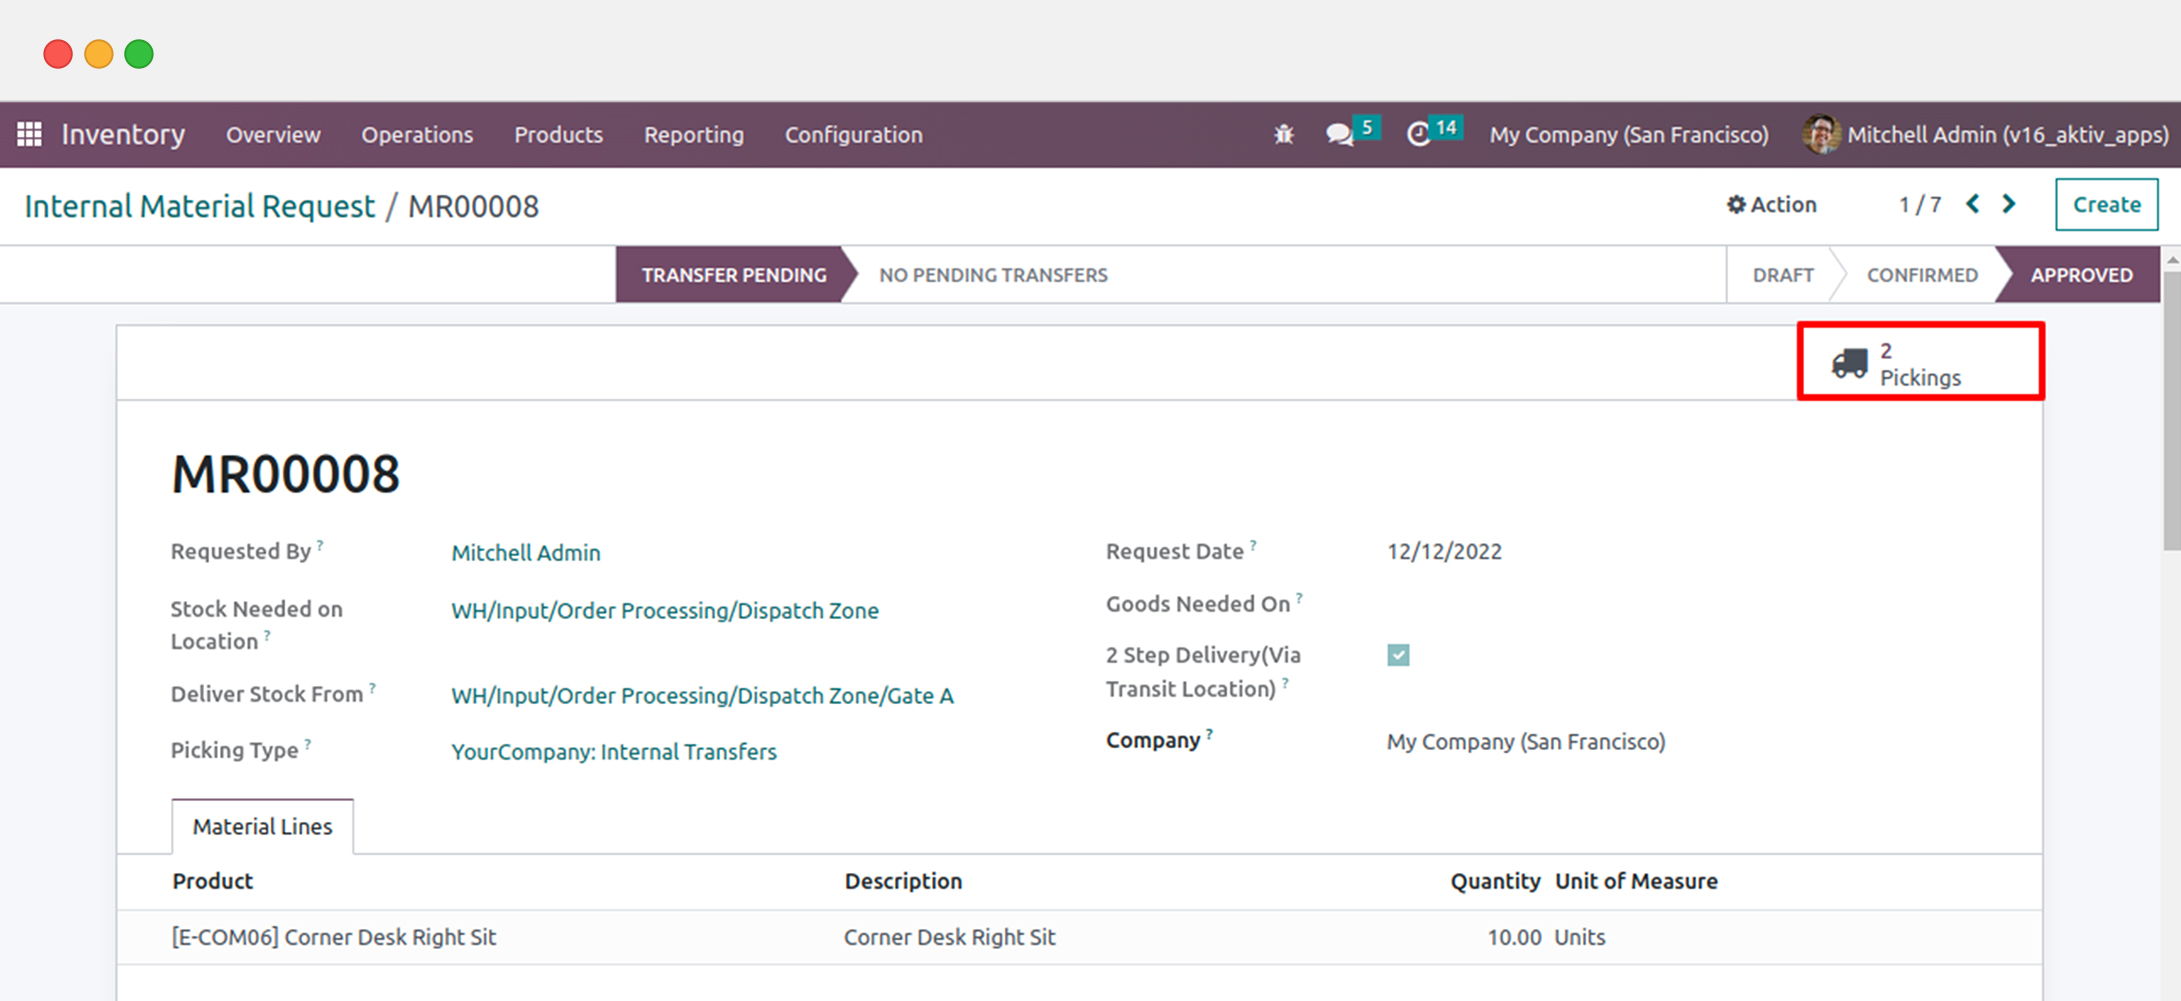 Inventory Overview Operations Products Reporting Configuration 5 14 My Company (San Francisco) Mitchell Admin (v16_aktiv_apps)
Internal Material Request / MR00008 Action 1 / 7 Create
TRANSFER PENDING NO PENDING TRANSFERS DRAFT CONFIRMED APPROVED
2
Pickings
MR00008
Requested By ? Mitchell Admin
Request Date ? 12/12/2022
Stock Needed on
Location ? WH/Input/Order Processing/Dispatch Zone
Goods Needed On ?
2 Step Delivery(Via
Transit Location) ?
Deliver Stock From ? WH/Input/Order Processing/Dispatch Zone/Gate A
Picking Type ? YourCompany: Internal Transfers
Company ? My Company (San Francisco)
Material Lines
Product Description Quantity Unit of Measure
[E-COM06] Corner Desk Right Sit Corner Desk Right Sit 10.00 Units